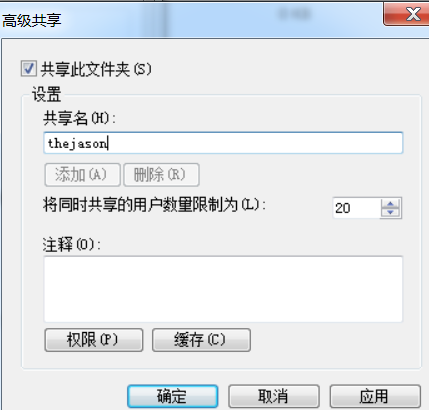 高级共享
共享此文件夹(S)
设置
共享名(H):
thejason
添加(A) 删除(R)
将同时共享的用户数量限制为(L): 20
注释(O):
权限(P) 缓存(C)
确定 取消 应用